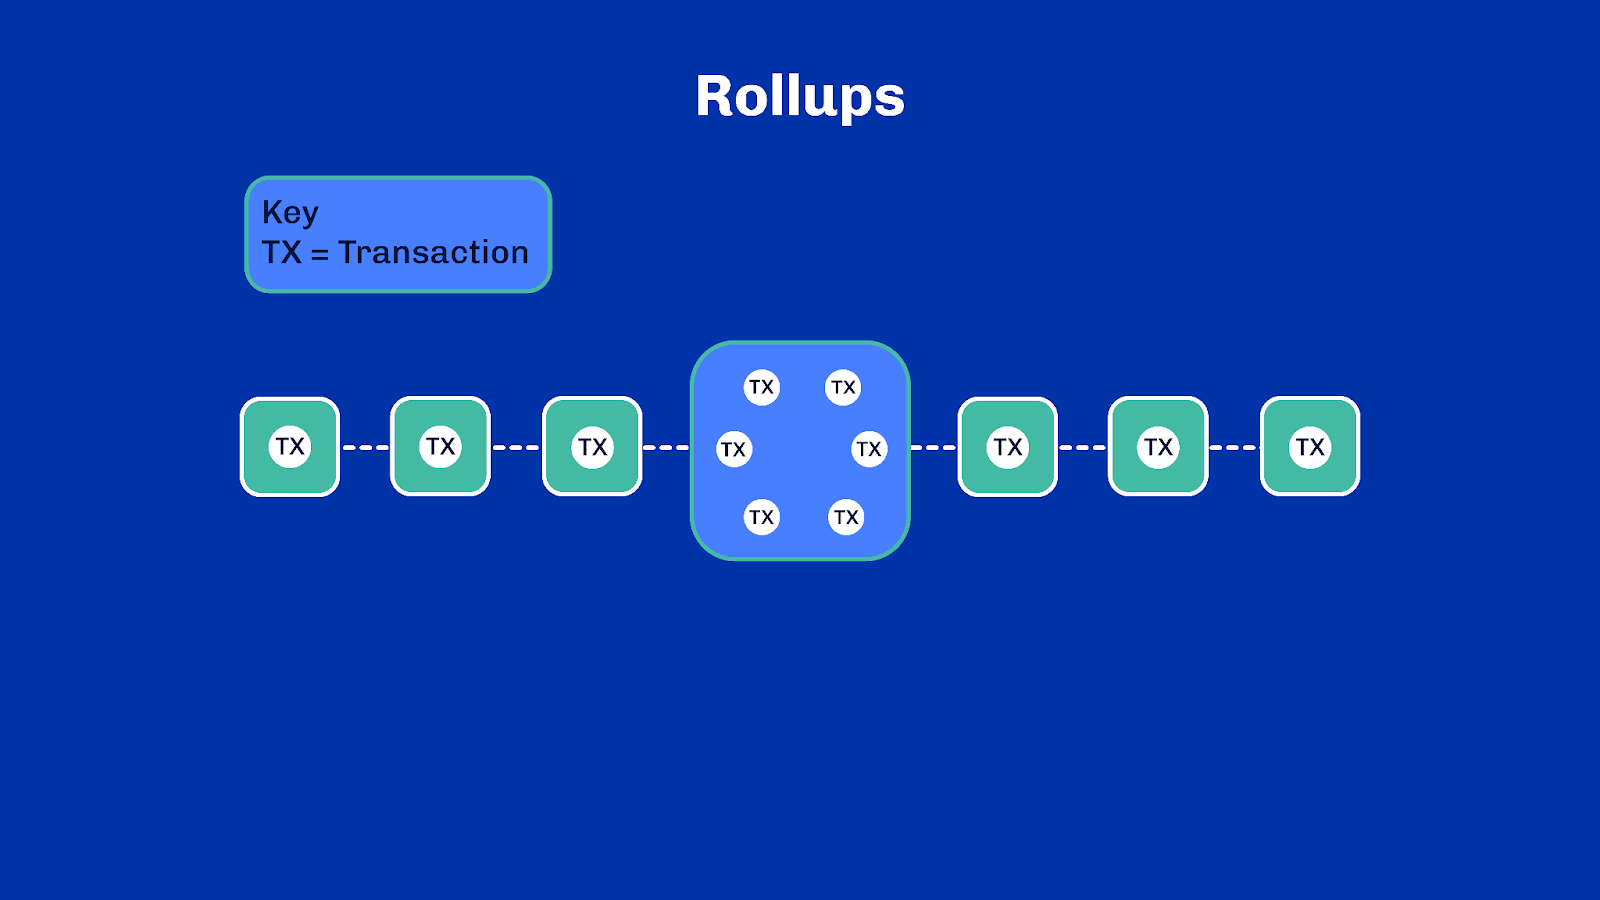 Rollups
Key
TX = Transaction
TX TX
TX TX TX TX TX TX TX TX
TX TX